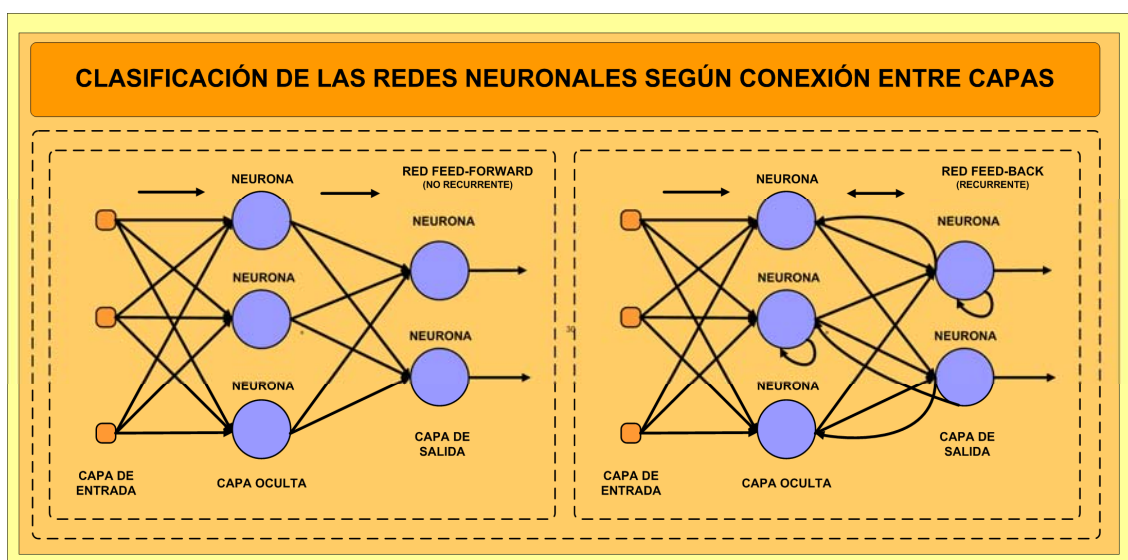 CLASIFICACIÓN DE LAS REDES NEURONALES SEGÚN CONEXIÓN ENTRE CAPAS
RED FEED-FORWARD
(NO RECURRENTE)
NEURONA
NEURONA
NEURONA
NEURONA
NEURONA
CAPA DE
ENTRADA
CAPA OCULTA
CAPA DE
SALIDA
30
RED FEED-BACK
(RECURRENTE)
NEURONA
NEURONA
NEURONA
NEURONA
NEURONA
CAPA DE
ENTRADA
CAPA OCULTA
CAPA DE
SALIDA